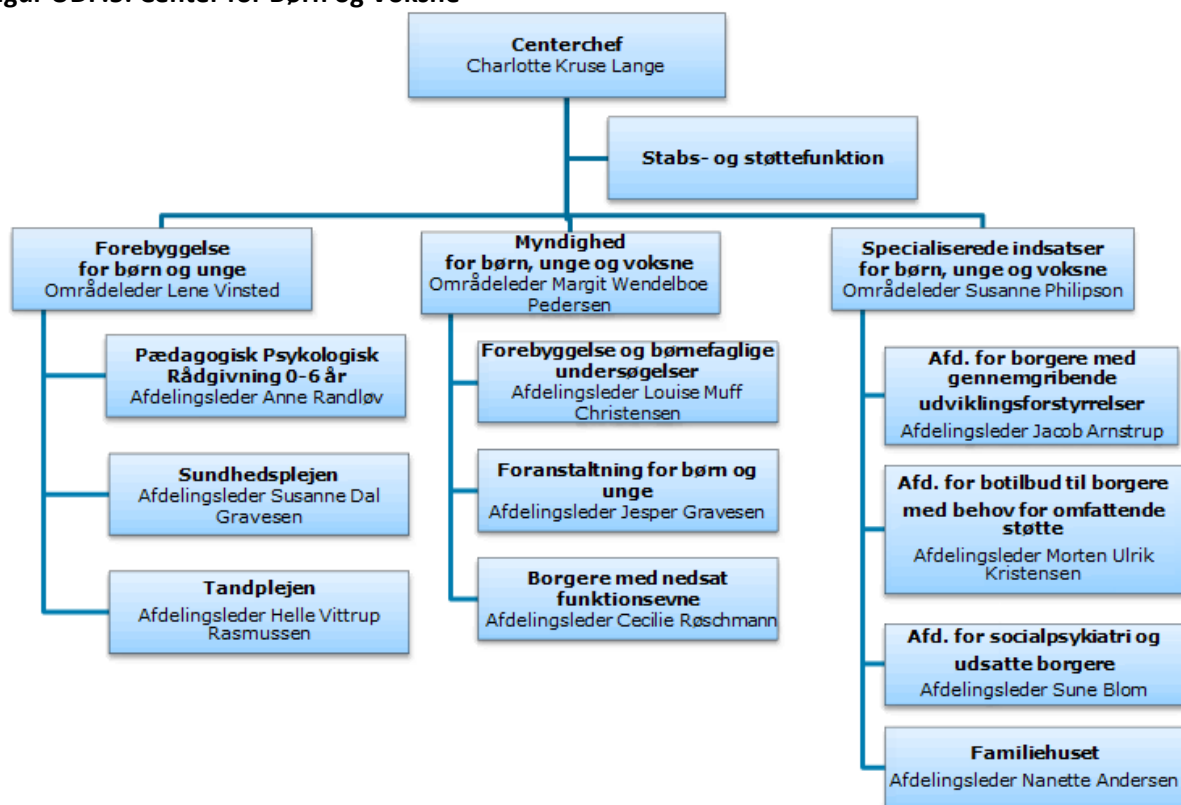 Center for Børn og Voksne
Centerchef
Charlotte Kruse Lange
Stabs- og støttefunktion
Forebyggelse
for børn og unge
Områdeleder Lene Vinsted
Pædagogisk Psykologisk
Rådgivning 0-6 år
Afdelingsleder Anne Randløv
Sundhedsplejen
Afdelingsleder Susanne Dal
Gravesen
Tandplejen
Afdelingsleder Helle Vittrup
Rasmussen
Myndighed
for børn, unge og voksne
Områdeleder Margit Wendelboe
Pedersen
Forebyggelse og børnefaglige
undersøgelser
Afdelingsleder Louise Muff
Christensen
Foranstaltning for børn og
unge
Afdelingsleder Jesper Gravesen
Borgere med nedsat
funktionsevne
Afdelingsleder Cecilie Røschmann
Specialiserede indsatser
for børn, unge og voksne
Områdeleder Susanne Philipson
Afd. for borgere med
gennemgribende
udviklingsforstyrrelser
Afdelingsleder Jacob Arnstrup
Afd. for botilbud til borgere
med behov for omfattende
støtte
Afdelingsleder Morten Ulrik
Kristensen
Afd. for socialpsykiatri og
udsatte borgere
Afdelingsleder Sune Blom
Familiehuset
Afdelingsleder Nanette Andersen